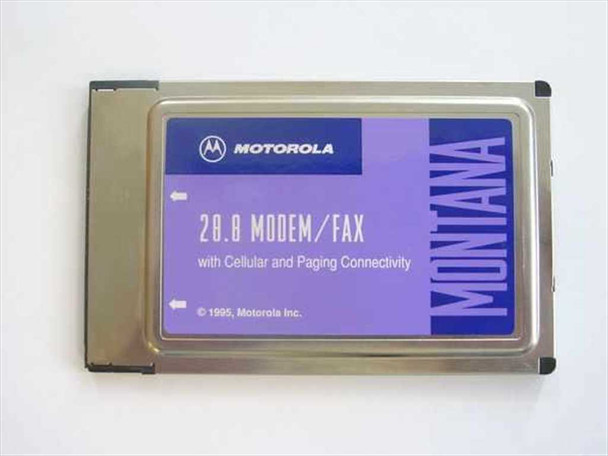 MOTOROLA
28.8 MODEM/FAX
with Cellular and Paging Connectivity
© 1995, Motorola Inc.
MONTANA